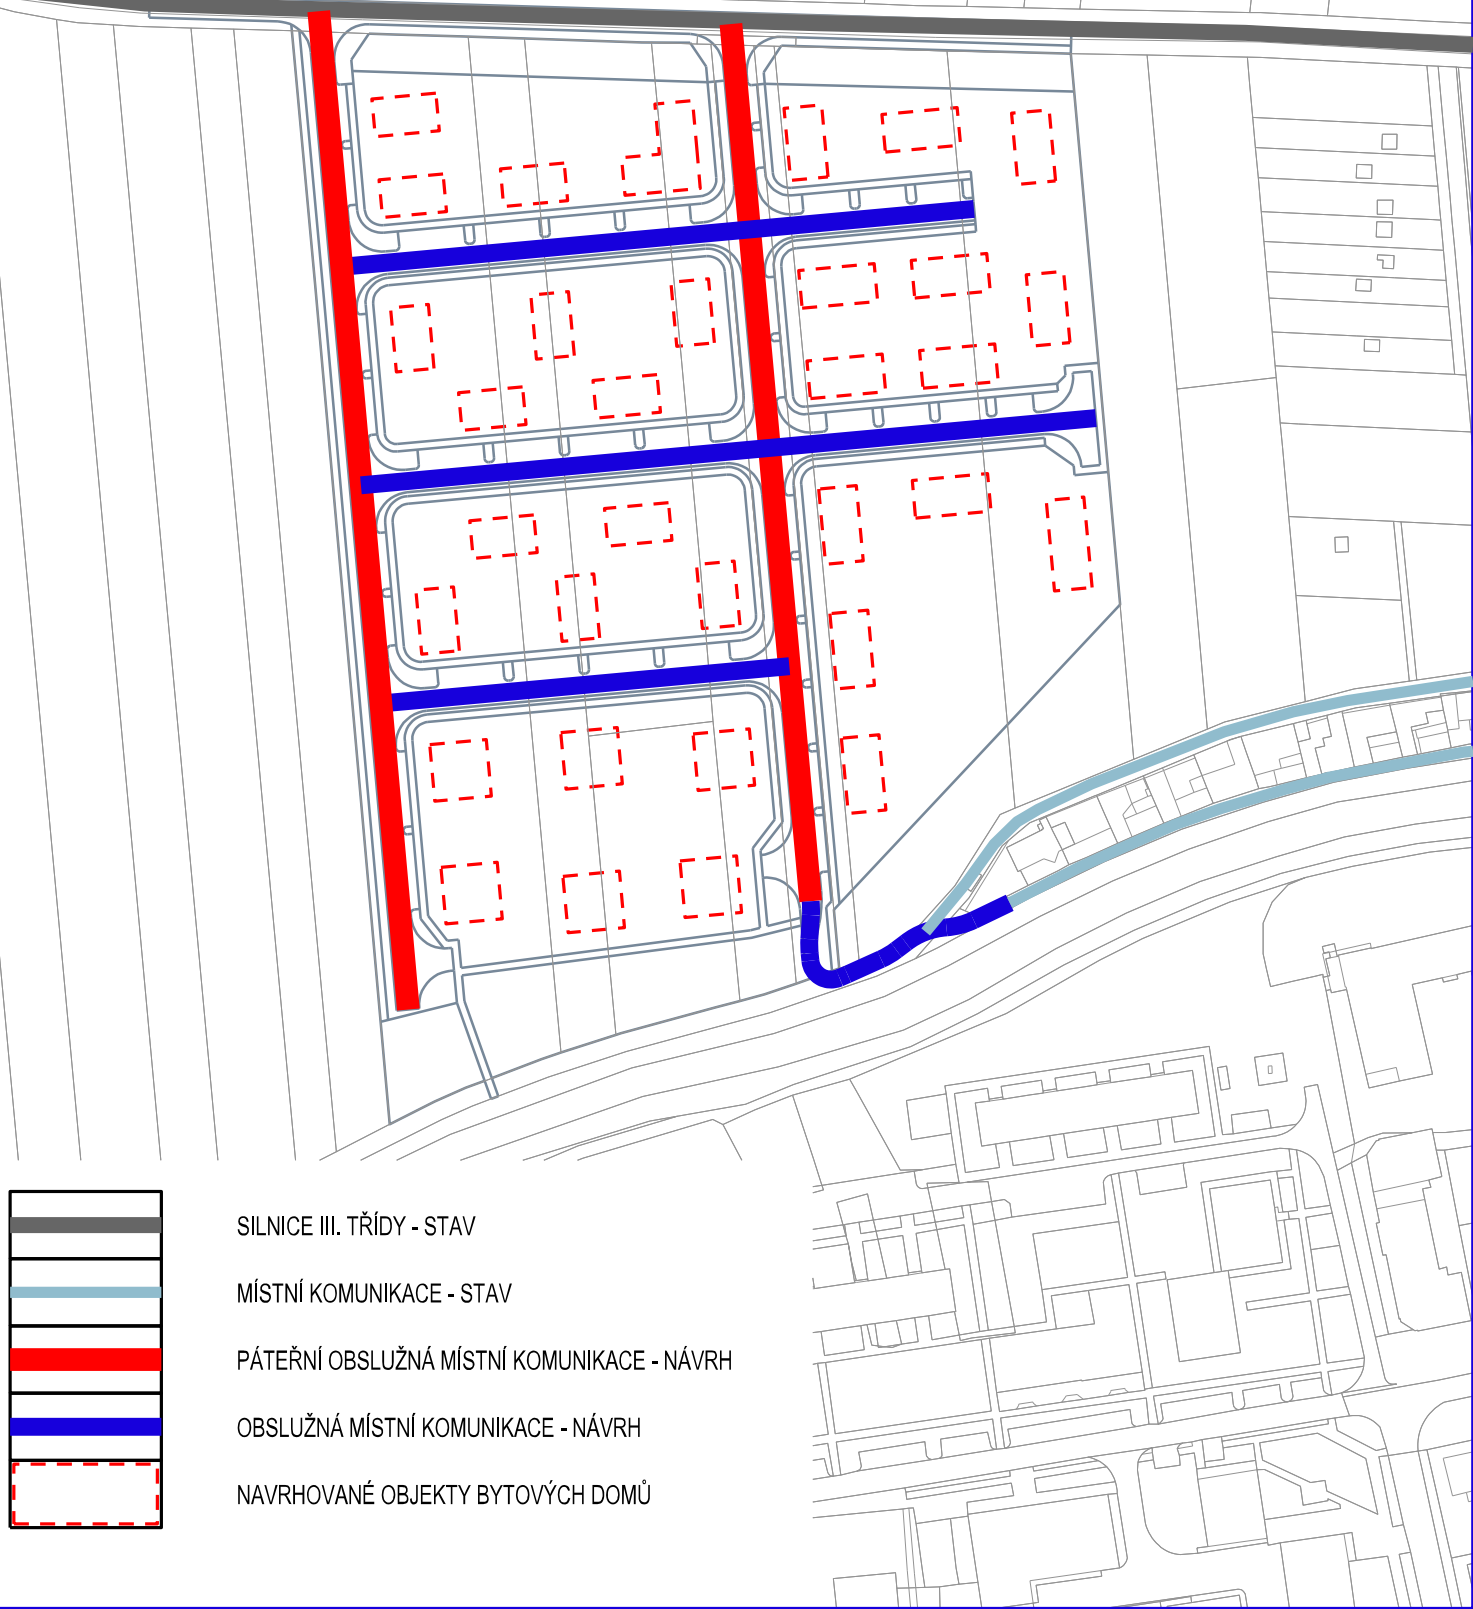 SILNICE III. TŘÍDY - STAV
MÍSTNÍ KOMUNIKACE - STAV
PÁTEŘNÍ OBSLUŽNÁ MÍSTNÍ KOMUNIKACE - NÁVRH
OBSLUŽNÁ MÍSTNÍ KOMUNIKACE - NÁVRH
NAVRHOVANÉ OBJEKTY BYTOVÝCH DOMŮ